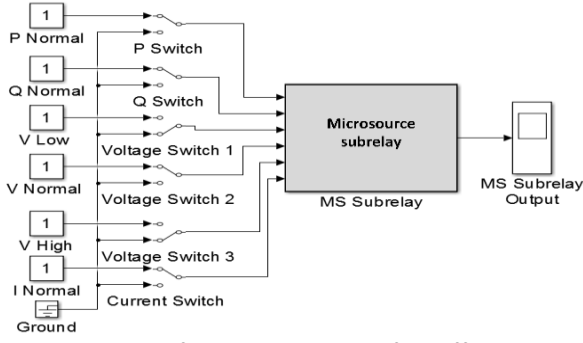 1
P Normal
P Switch
1
Q Normal
Q Switch
1
V Low
Voltage Switch 1
1
V Normal
Voltage Switch 2
1
V High
Voltage Switch 3
1
I Normal
Current Switch
Ground
Microsource
subrelay
MS Subrelay
MS Subrelay
Output